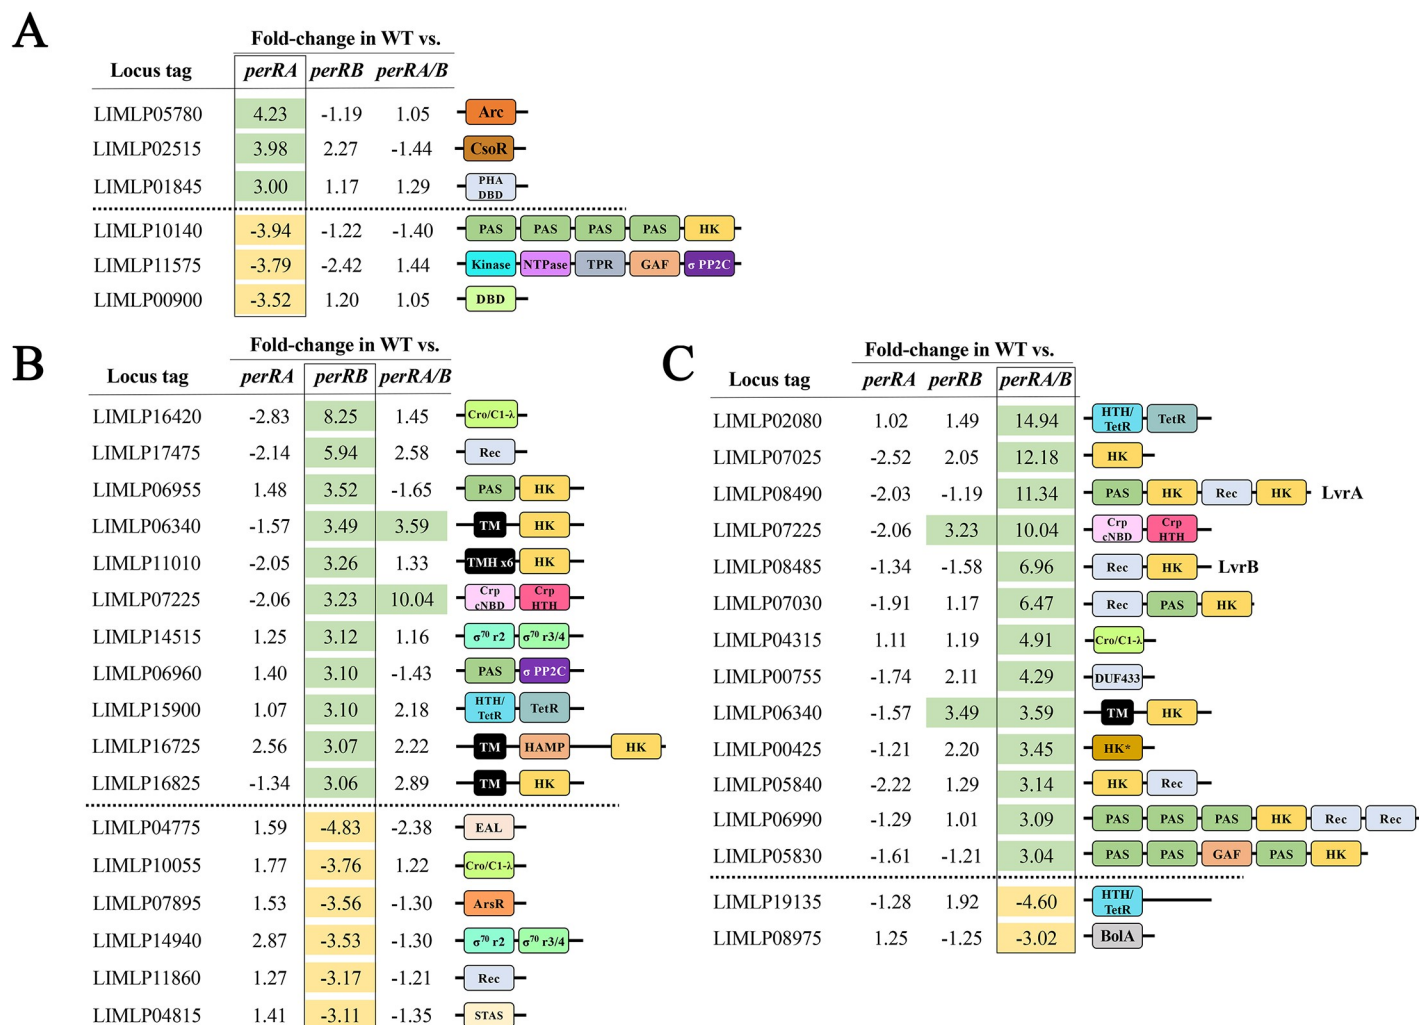 A
Fold-change in WT vs.
Locus tag perRA perRB perRA/B
LIMLP05780 4.23 -1.19 1.05 Arc
LIMLP02515 3.98 2.27 -1.44 CsoR
LIMLP01845 3.00 1.17 1.29 PHA DBD
LIMLP10140 -3.94 -1.22 -1.40 PAS PAS PAS PAS HK
LIMLP11575 -3.79 -2.42 1.44 Kinase NTPase TPR GAF σ PP2C
LIMLP00900 -3.52 1.20 1.05 DBD
B
Fold-change in WT vs.
Locus tag perRA perRB perRA/B
LIMLP16420 -2.83 8.25 1.45 Cro/C1-λ
LIMLP17475 -2.14 5.94 2.58 Rec
LIMLP06955 1.48 3.52 -1.65 PAS HK
LIMLP06340 -1.57 3.49 3.59 TM HK
LIMLP11010 -2.05 3.26 1.33 TMH x6 HK
LIMLP07225 -2.06 3.23 10.04 Crp cNBD Crp HTH
LIMLP14515 1.25 3.12 1.16 σ⁷⁰ r2 σ⁷⁰ r3/4
LIMLP06960 1.40 3.10 -1.43 PAS σ PP2C
LIMLP15900 1.07 3.10 2.18 HTH/ TetR TetR
LIMLP16725 2.56 3.07 2.22 TM HAMP HK
LIMLP16825 -1.34 3.06 2.89 TM HK
LIMLP04775 1.59 -4.83 -2.38 EAL
LIMLP10055 1.77 -3.76 1.22 Cro/C1-λ
LIMLP07895 1.53 -3.56 -1.30 ArsR
LIMLP14940 2.87 -3.53 -1.30 σ⁷⁰ r2 σ⁷⁰ r3/4
LIMLP11860 1.27 -3.17 -1.21 Rec
LIMLP04815 1.41 -3.11 -1.35 STAS
C
Fold-change in WT vs.
Locus tag perRA perRB perRA/B
LIMLP02080 1.02 1.49 14.94 HTH/ TetR TetR
LIMLP07025 -2.52 2.05 12.18 HK
LIMLP08490 -2.03 -1.19 11.34 PAS HK Rec HK LvrA
LIMLP07225 -2.06 3.23 10.04 Crp cNBD Crp HTH
LIMLP08485 -1.34 -1.58 6.96 Rec HK LvrB
LIMLP07030 -1.91 1.17 6.47 Rec PAS HK
LIMLP04315 1.11 1.19 4.91 Cro/C1-λ
LIMLP00755 -1.74 2.11 4.29 DUF433
LIMLP06340 -1.57 3.49 3.59 TM HK
LIMLP00425 -1.21 2.20 3.45 HK*
LIMLP05840 -2.22 1.29 3.14 HK Rec
LIMLP06990 -1.29 1.01 3.09 PAS PAS PAS HK Rec Rec
LIMLP05830 -1.61 -1.21 3.04 PAS PAS GAF PAS HK
LIMLP19135 -1.28 1.92 -4.60 HTH/ TetR
LIMLP08975 1.25 -1.25 -3.02 BolA